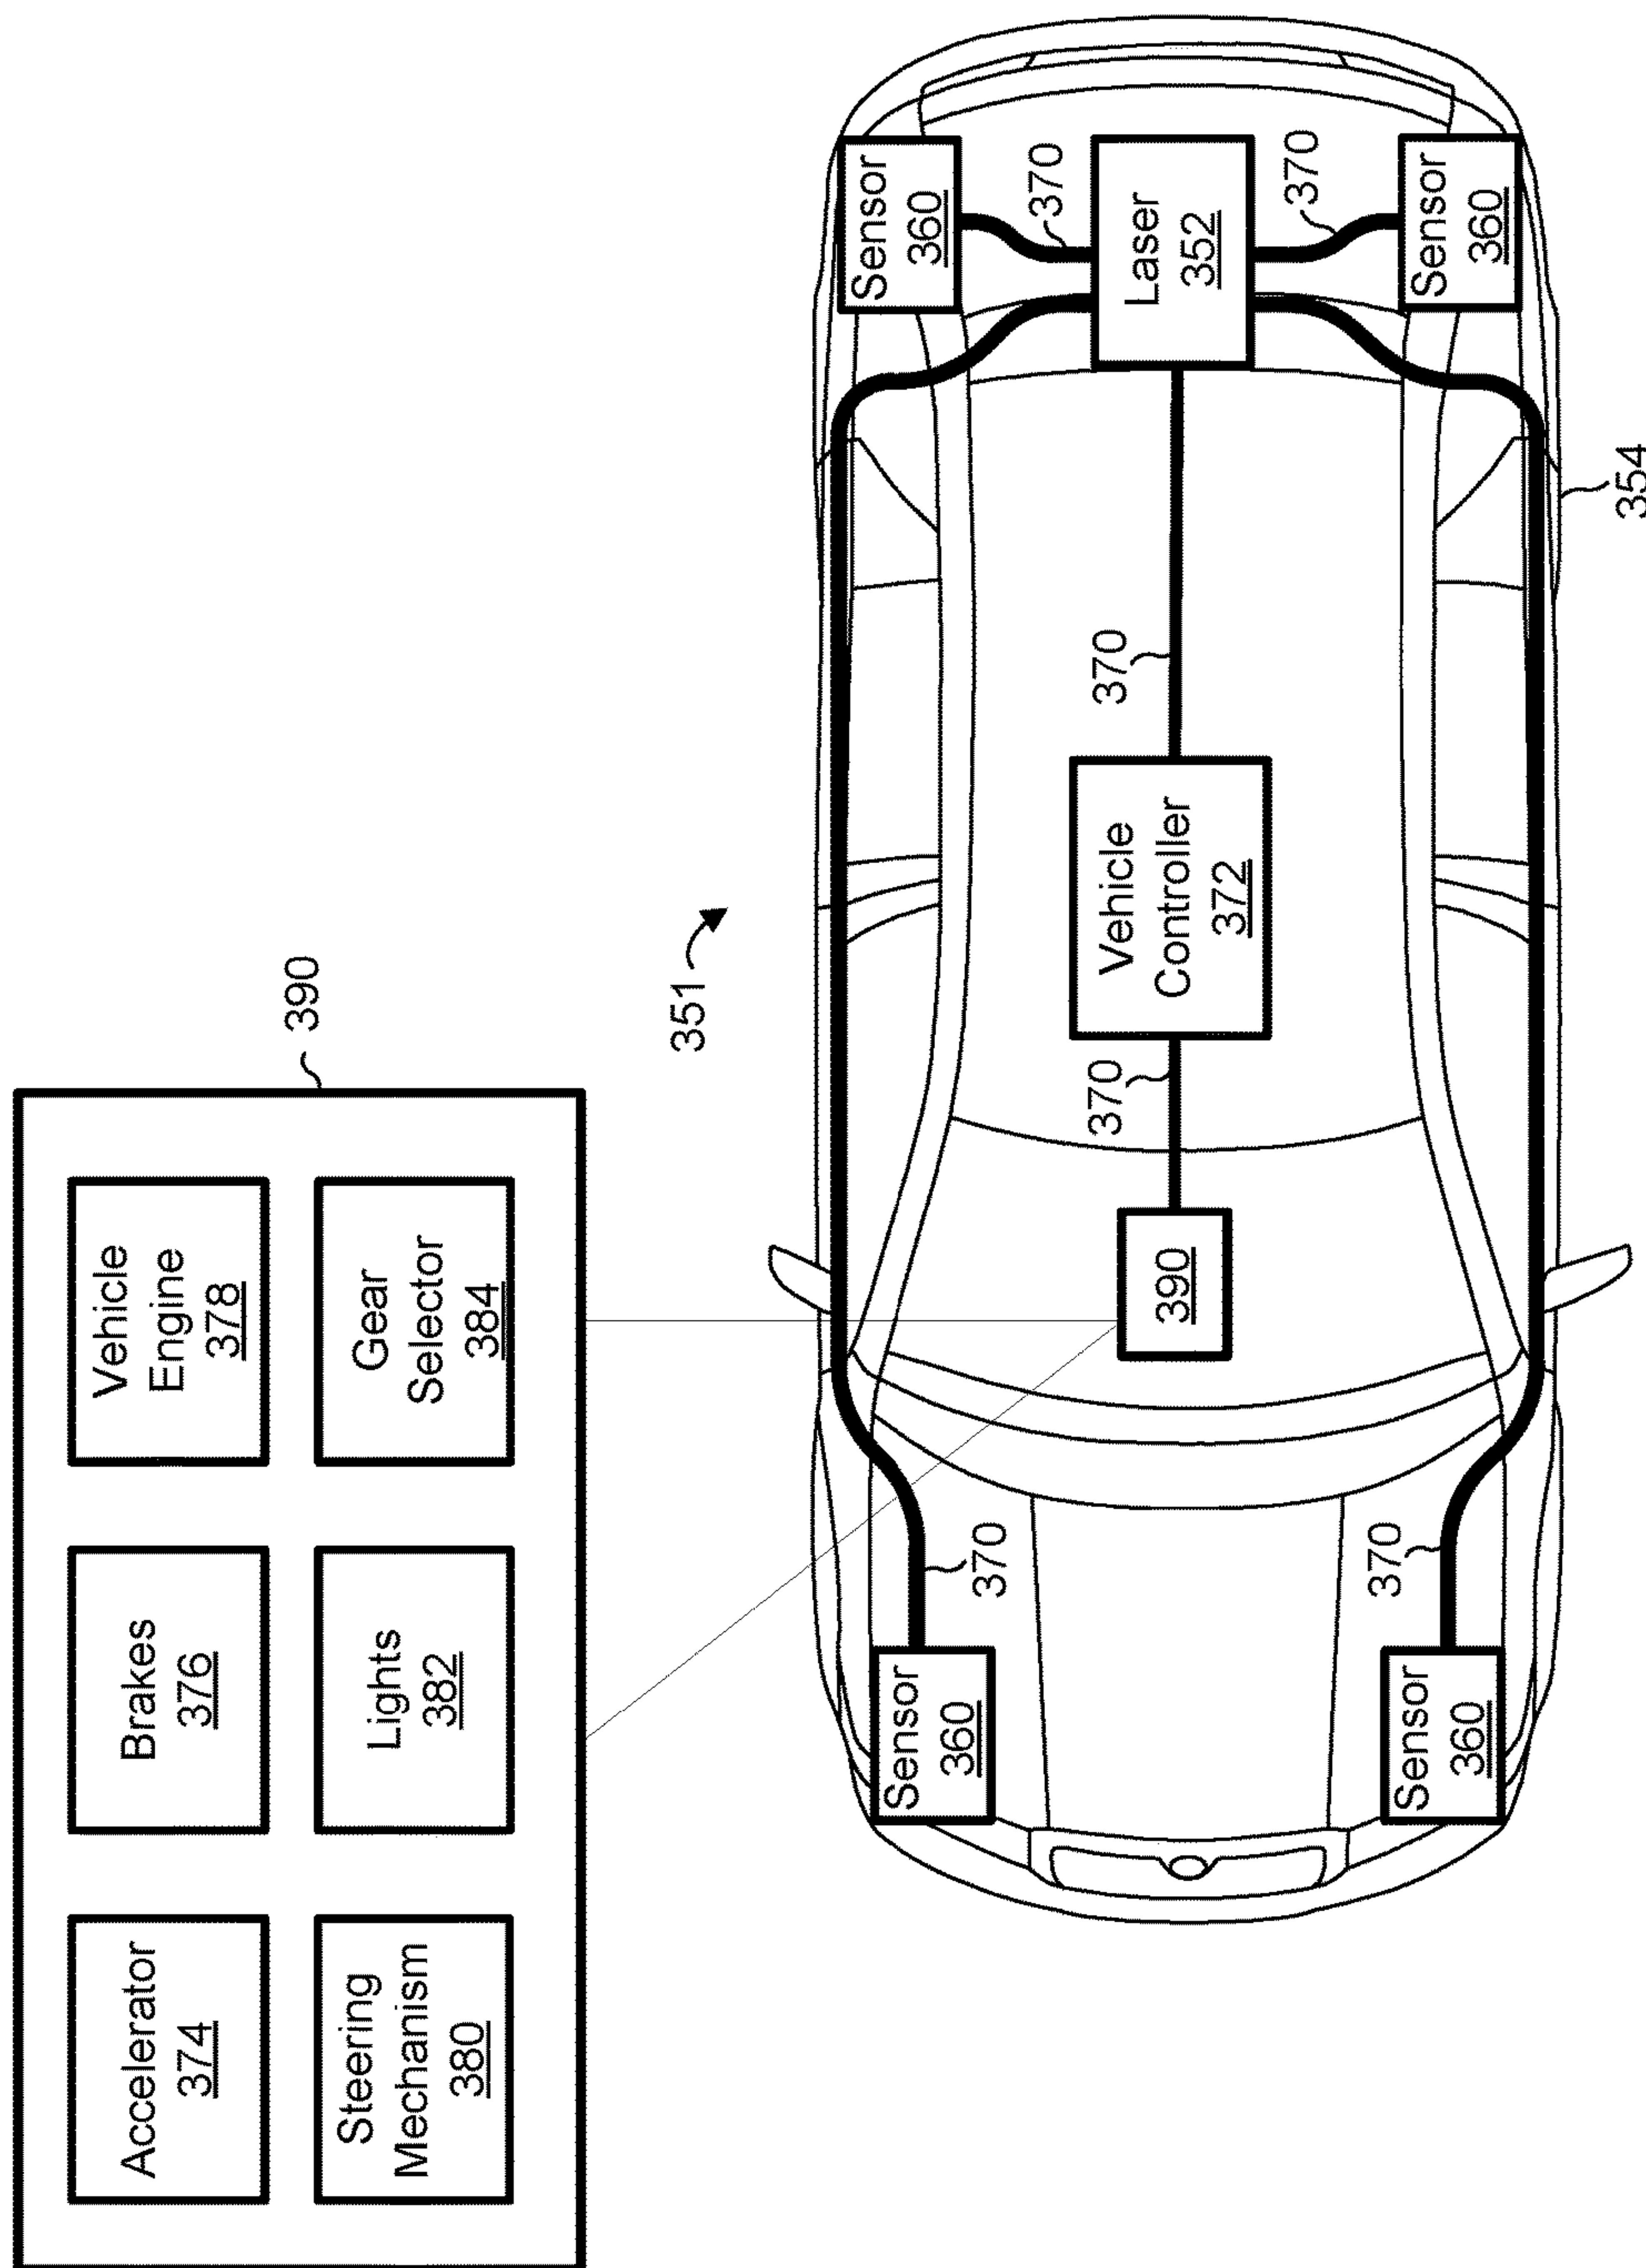 390
Accelerator
374
Brakes
376
Vehicle
Engine
378
Steering
Mechanism
380
Lights
382
Gear
Selector
384
351
Sensor
360
370
Sensor
360
370
390
370
Vehicle
Controller
372
370
Laser
352
370
Sensor
360
370
Sensor
360
354